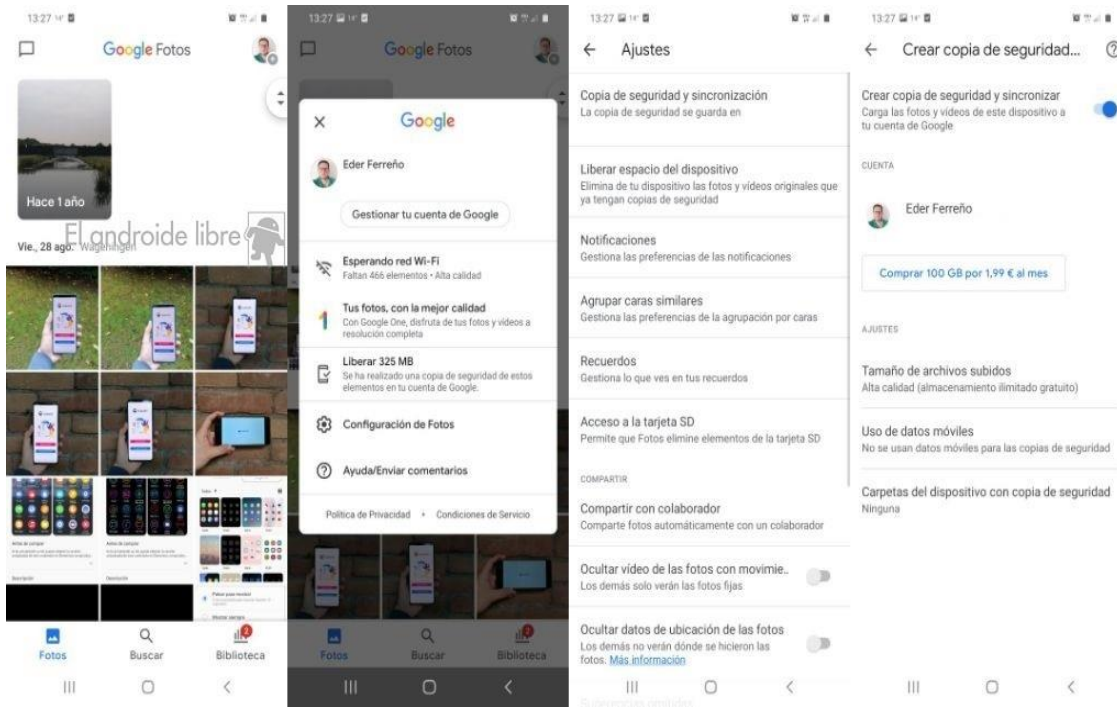 13:27
Google Fotos
Hace 1 año
El androide libre
Vie., 28 ago. Wageningen
Antes de comprar
Antes de comprar
Descripción
Descripción
Fotos
Buscar
2
Biblioteca
13:27
Google Fotos
Google
Eder Ferreño
Gestionar tu cuenta de Google
Esperando red Wi-Fi
Faltan 466 elementos • Alta calidad
Tus fotos, con la mejor calidad
Con Google One, disfruta de tus fotos y vídeos a
resolución completa
Liberar 325 MB
Se ha realizado una copia de seguridad de estos
elementos en tu cuenta de Google.
Configuración de Fotos
Ayuda/Enviar comentarios
Política de Privacidad • Condiciones de Servicio
Fotos
Buscar
2
Biblioteca
13:27
Ajustes
Copia de seguridad y sincronización
La copia de seguridad se guarda en
Liberar espacio del dispositivo
Elimina de tu dispositivo las fotos y vídeos originales que
ya tengan copias de seguridad
Notificaciones
Gestiona las preferencias de las notificaciones
Agrupar caras similares
Gestiona las preferencias de la agrupación por caras
Recuerdos
Gestiona lo que ves en tus recuerdos
Acceso a la tarjeta SD
Permite que Fotos elimine elementos de la tarjeta SD
COMPARTIR
Compartir con colaborador
Comparte fotos automáticamente con un colaborador
Ocultar vídeo de las fotos con movimie..
Los demás solo verán las fotos fijas
Ocultar datos de ubicación de las fotos
Los demás no verán dónde se hicieron las
fotos. Más información
13:27
Crear copia de seguridad...
Crear copia de seguridad y sincronizar
Carga las fotos y vídeos de este dispositivo a
tu cuenta de Google
CUENTA
Eder Ferreño
Comprar 100 GB por 1,99 € al mes
AJUSTES
Tamaño de archivos subidos
Alta calidad (almacenamiento ilimitado gratuito)
Uso de datos móviles
No se usan datos móviles para las copias de seguridad
Carpetas del dispositivo con copia de seguridad
Ninguna